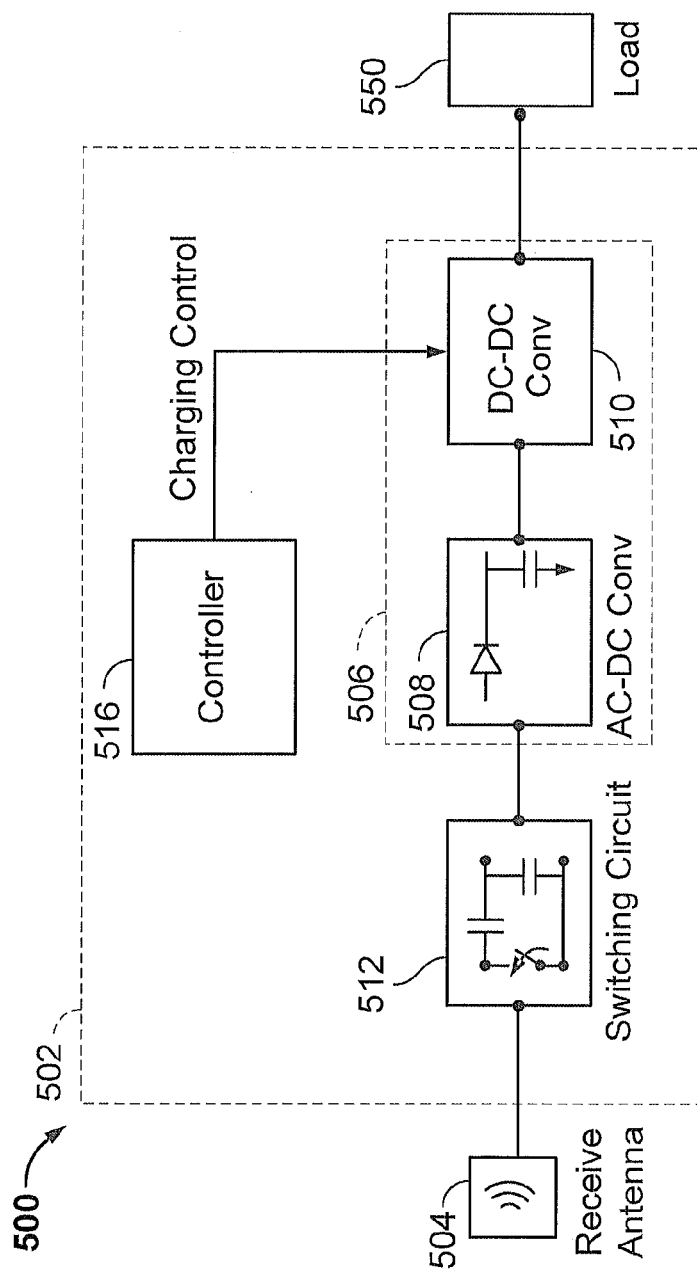 500
502
516
Controller
Charging Control
506
504
Receive
Antenna
512
Switching Circuit
508
AC-DC Conv
DC-DC
Conv
510
550
Load